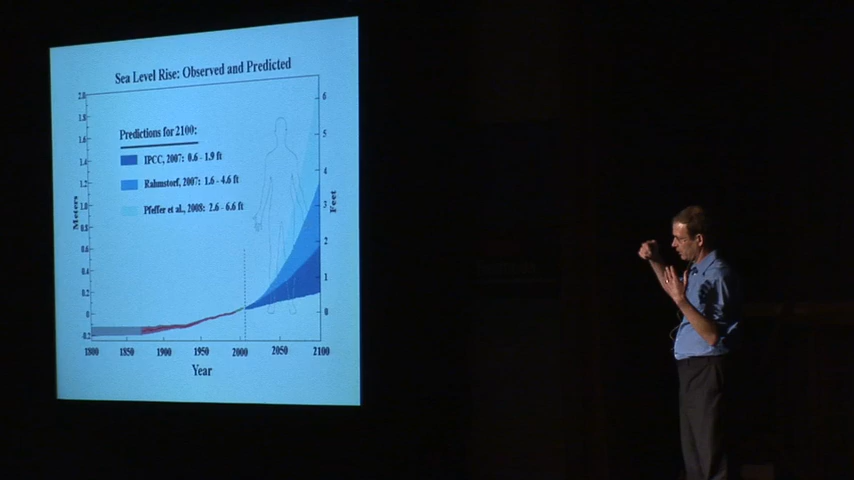 Sea Level Rise: Observed and Predicted
2.0
1.8
1.6
1.4
1.2
1.0
0.8
0.6
0.4
0.2
0
-0.2
Meters
Predictions for 2100:
IPCC, 2007: 0.6 - 1.9 ft
Rahmstorf, 2007: 1.6 - 4.6 ft
Pfeffer et al., 2008: 2.6 - 6.6 ft
6
5
4
3
2
1
0
Feet
1800 1850 1900 1950 2000 2050 2100
Year